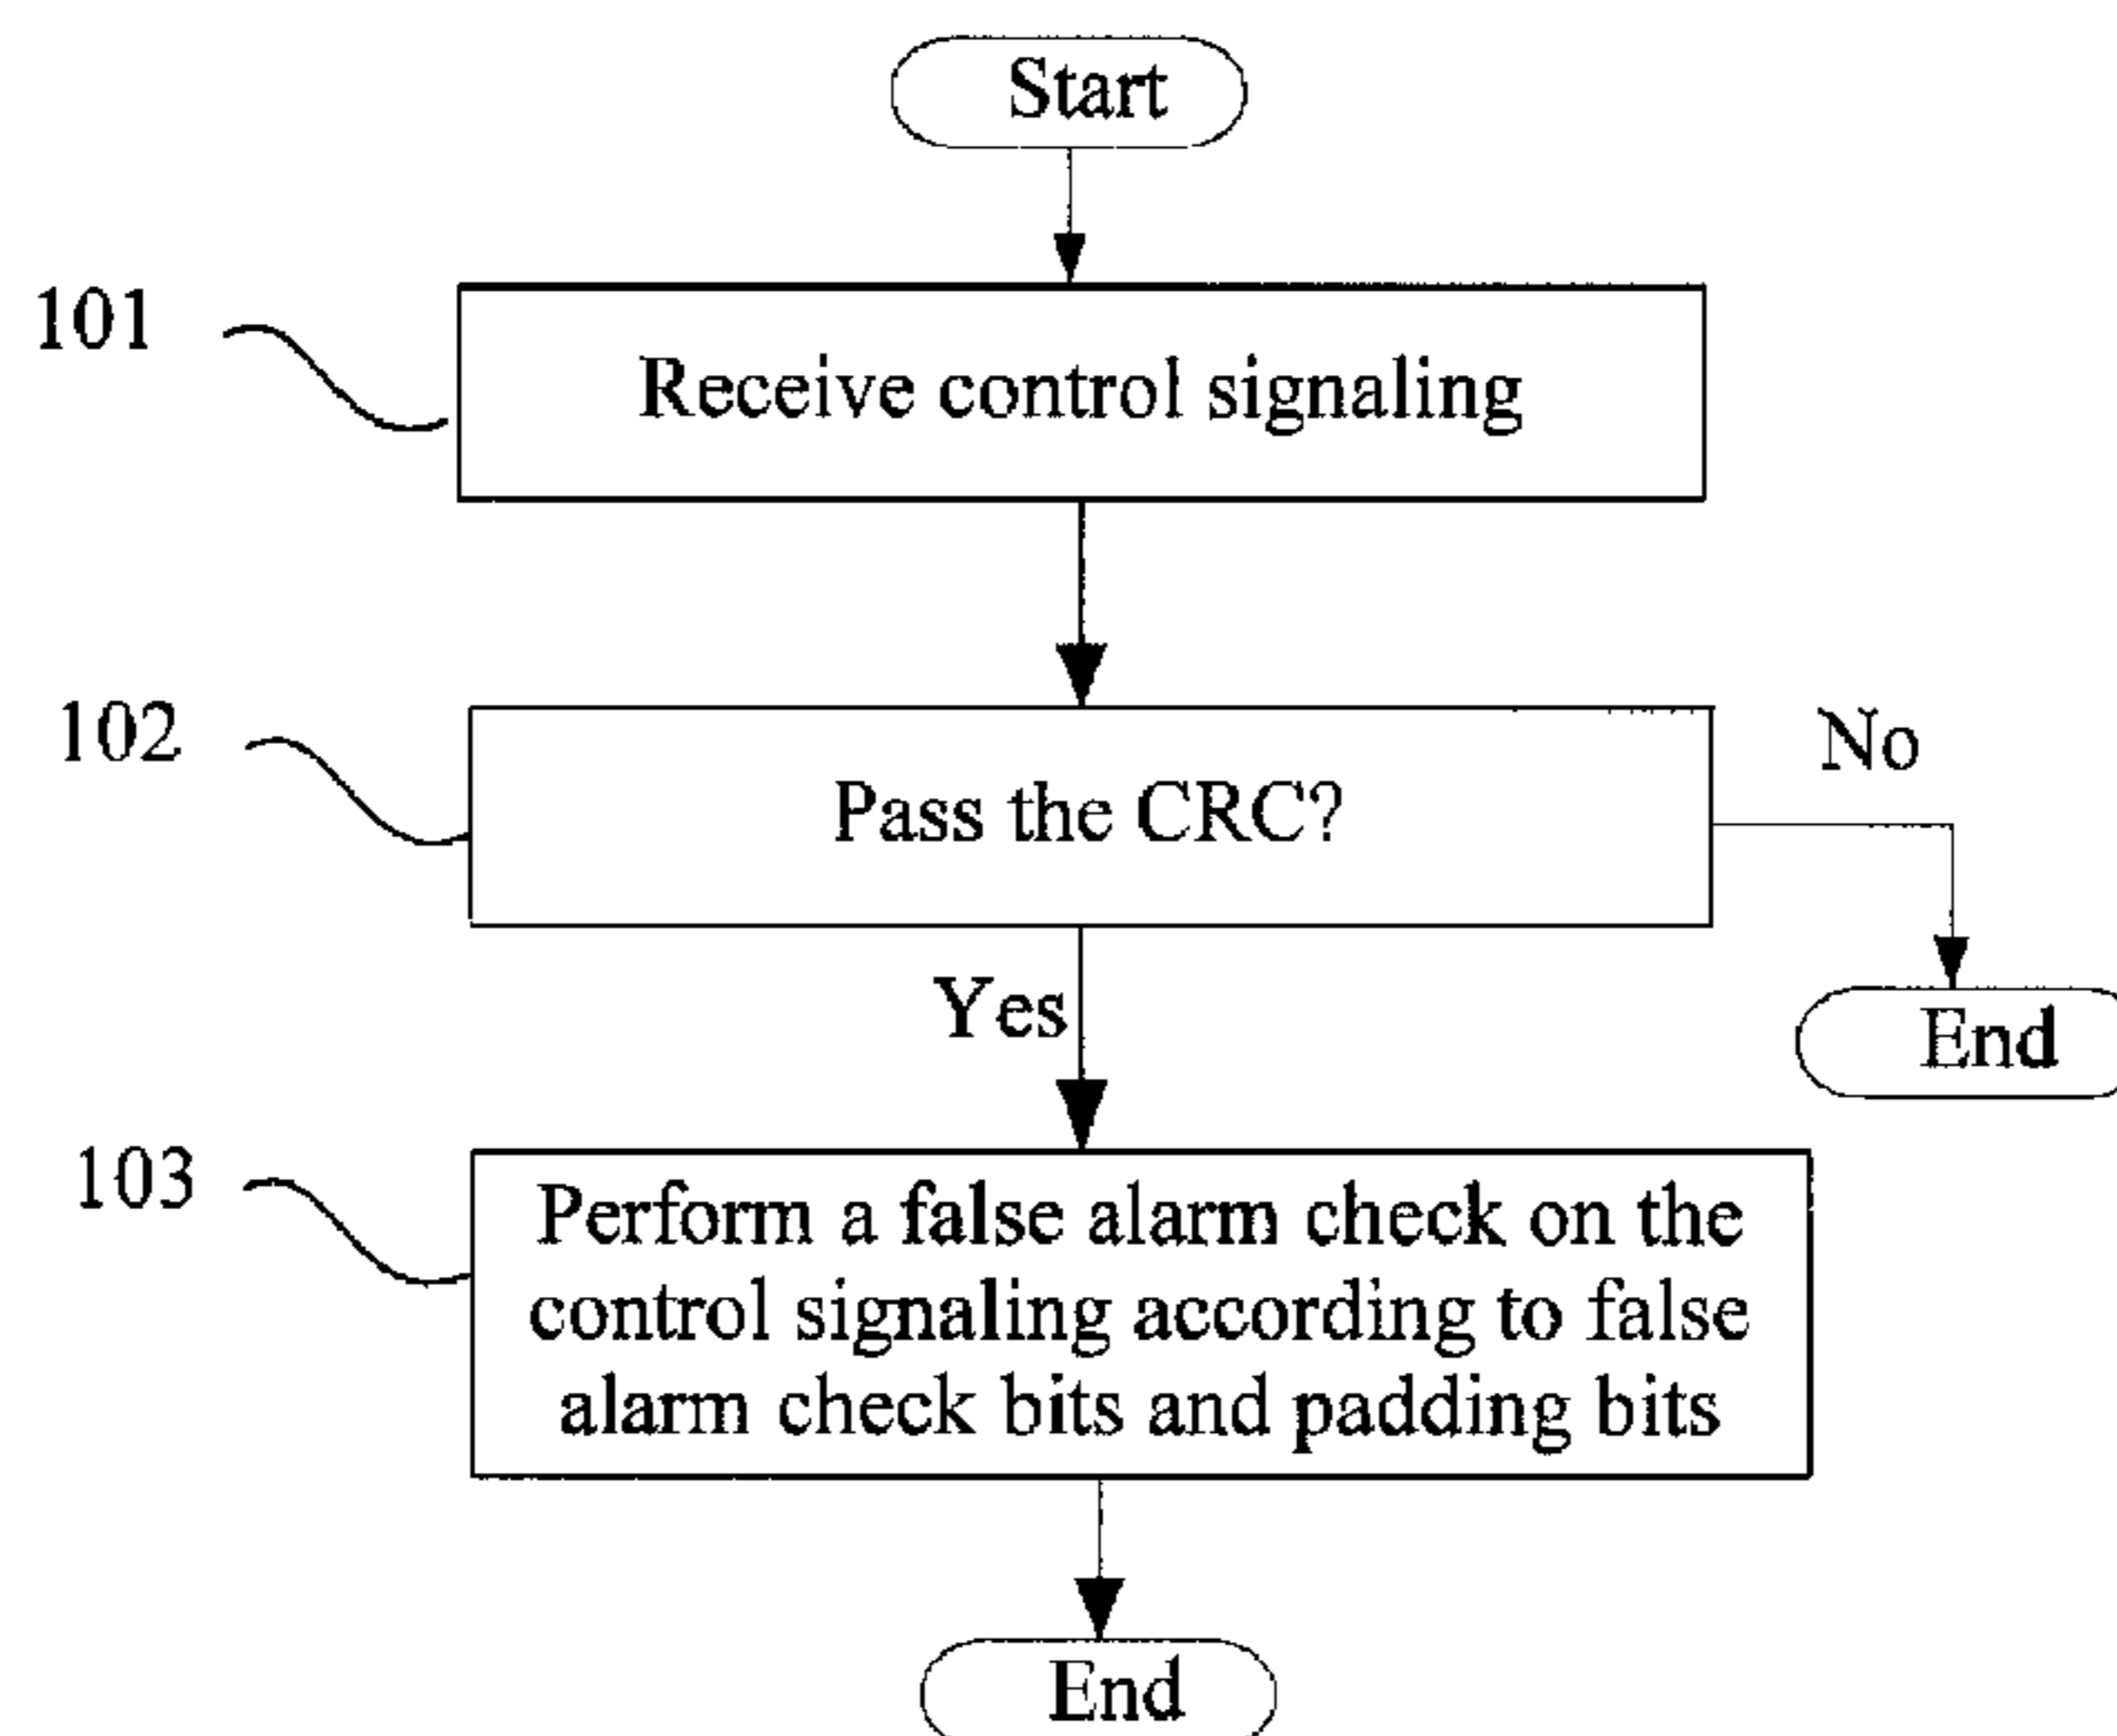 Start
101
Receive control signaling
102
Pass the CRC?
No
Yes
End
103
Perform a false alarm check on the
control signaling according to false
alarm check bits and padding bits
End